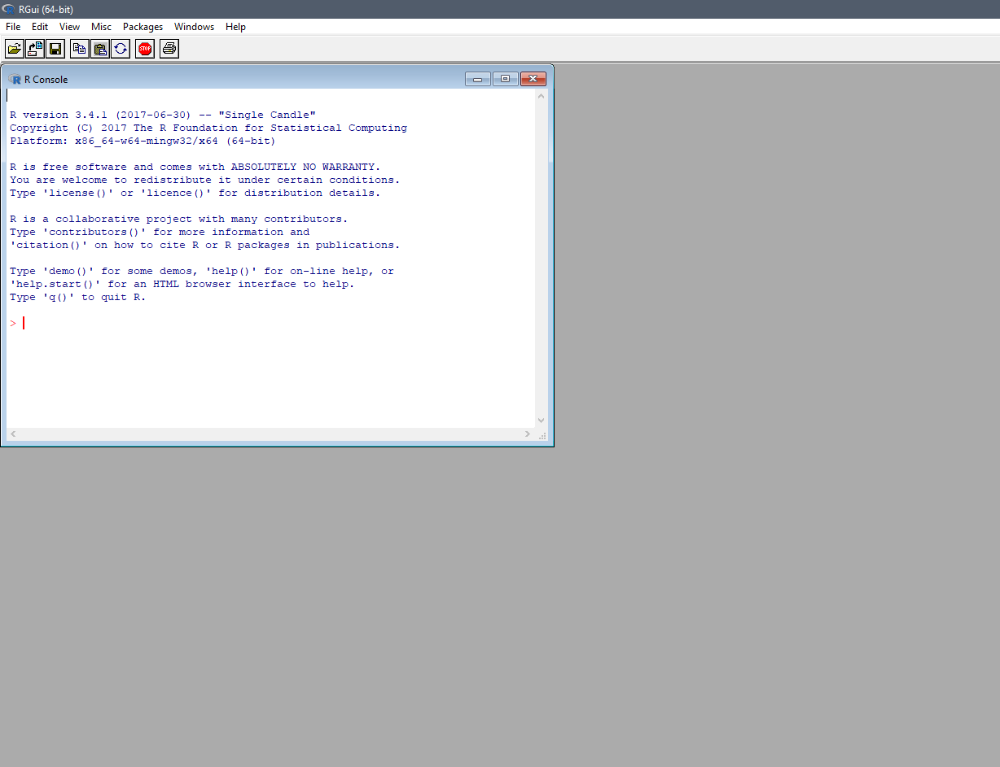 RGui (64-bit)
File Edit View Misc Packages Windows Help
STOP
R Console
R version 3.4.1 (2017-06-30) -- "Single Candle"
Copyright (C) 2017 The R Foundation for Statistical Computing
Platform: x86_64-w64-mingw32/x64 (64-bit)
R is free software and comes with ABSOLUTELY NO WARRANTY.
You are welcome to redistribute it under certain conditions.
Type 'license()' or 'licence()' for distribution details.
R is a collaborative project with many contributors.
Type 'contributors()' for more information and
'citation()' on how to cite R or R packages in publications.
Type 'demo()' for some demos, 'help()' for on-line help, or
'help.start()' for an HTML browser interface to help.
Type 'q()' to quit R.
>